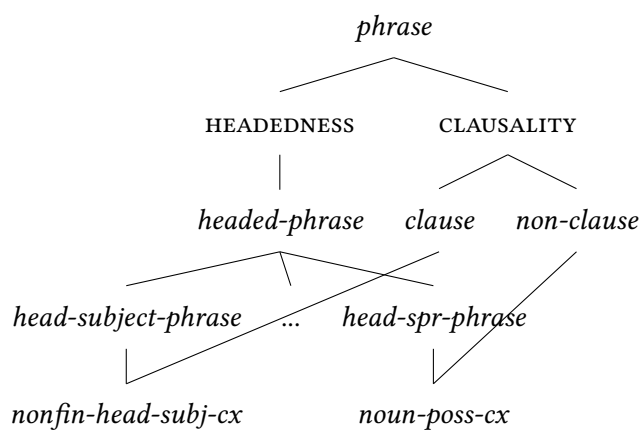 phrase
HEADEDNESS CLAUSALITY
headed-phrase clause non-clause
head-subject-phrase ... head-spr-phrase
nonfin-head-subj-cx noun-poss-cx